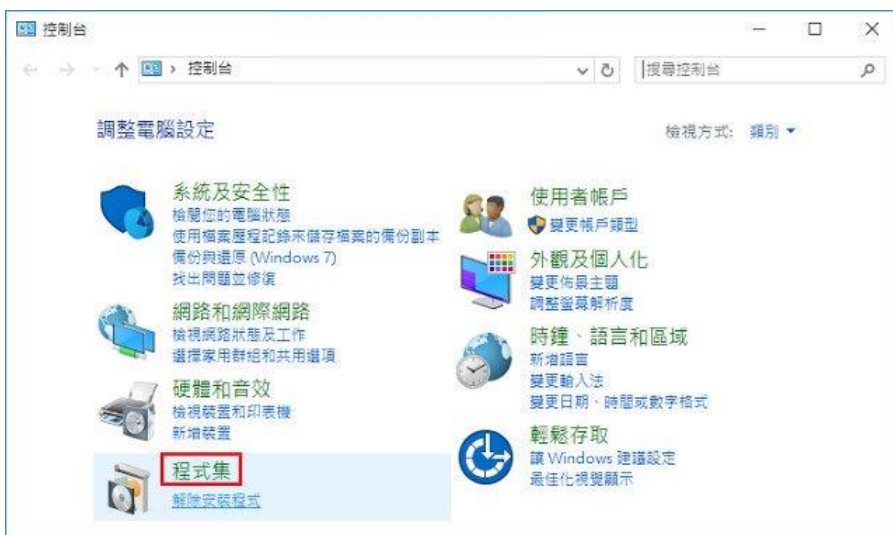 控制台
控制台
搜尋控制台
調整電腦設定
檢視方式: 類別
系統及安全性
檢閱您的電腦狀態
使用檔案歷程記錄來儲存檔案的備份副本
備份與還原 (Windows 7)
找出問題並修復
網路和網際網路
檢視網路狀態及工作
選擇家用群組和共用選項
硬體和音效
檢視裝置和印表機
新增裝置
程式集
解除安裝程式
使用者帳戶
變更帳戶類型
外觀及個人化
變更佈景主題
調整螢幕解析度
時鐘、語言和區域
新增語言
變更輸入法
變更日期、時間或數字格式
輕鬆存取
讓 Windows 建議設定
最佳化視覺顯示